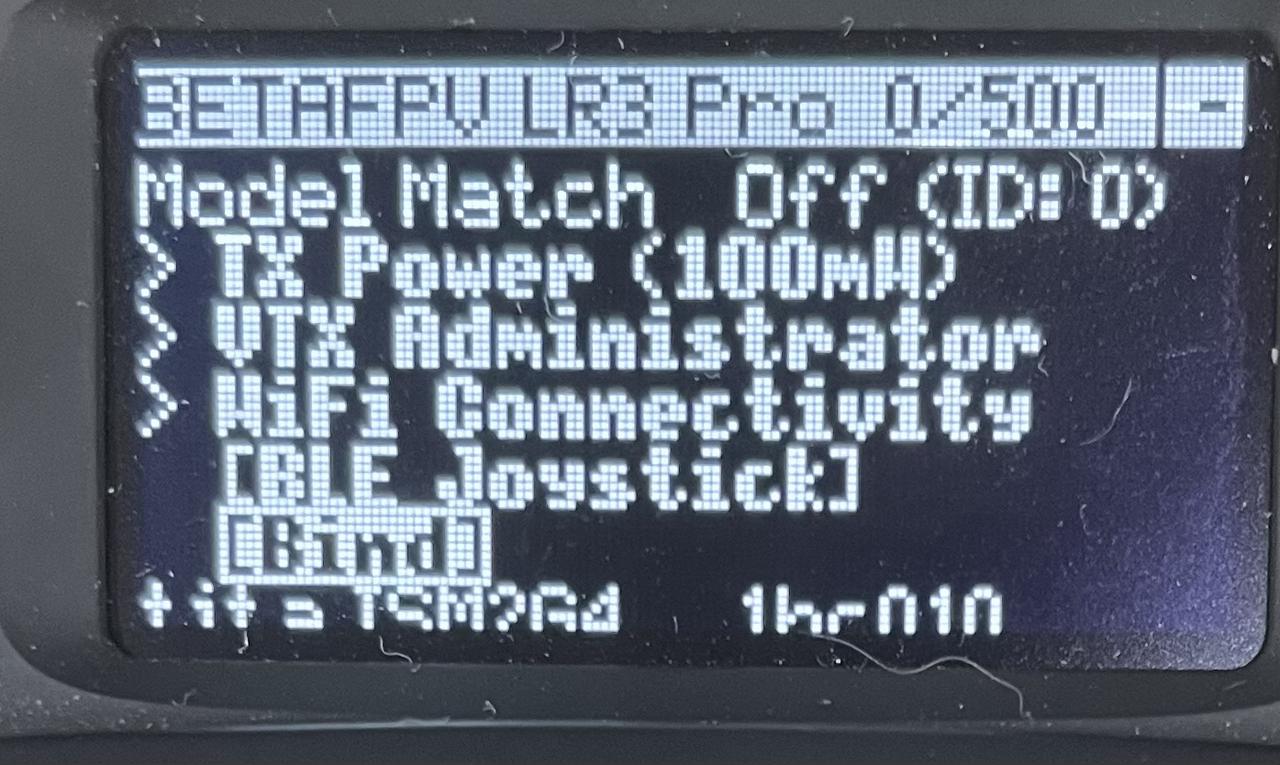 BETAFPV LR3 Pro 0/500 -
Model Match Off (ID: 0)
> TX Power (100mW)
> VTX Administrator
> WiFi Connectivity
[BLE Joystick]
[Bind]